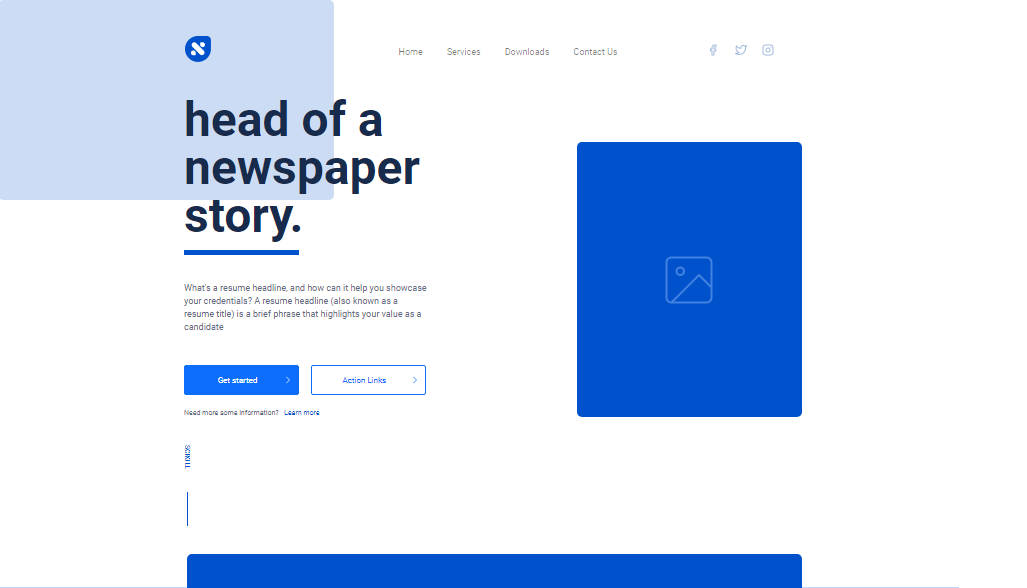 Home Services Downloads Contact Us
head of a
newspaper
story.
What's a resume headline, and how can it help you showcase
your credentials? A resume headline (also known as a
resume title) is a brief phrase that highlights your value as a
candidate
Get started
Action Links
Need more some information? Learn more
SCROLL